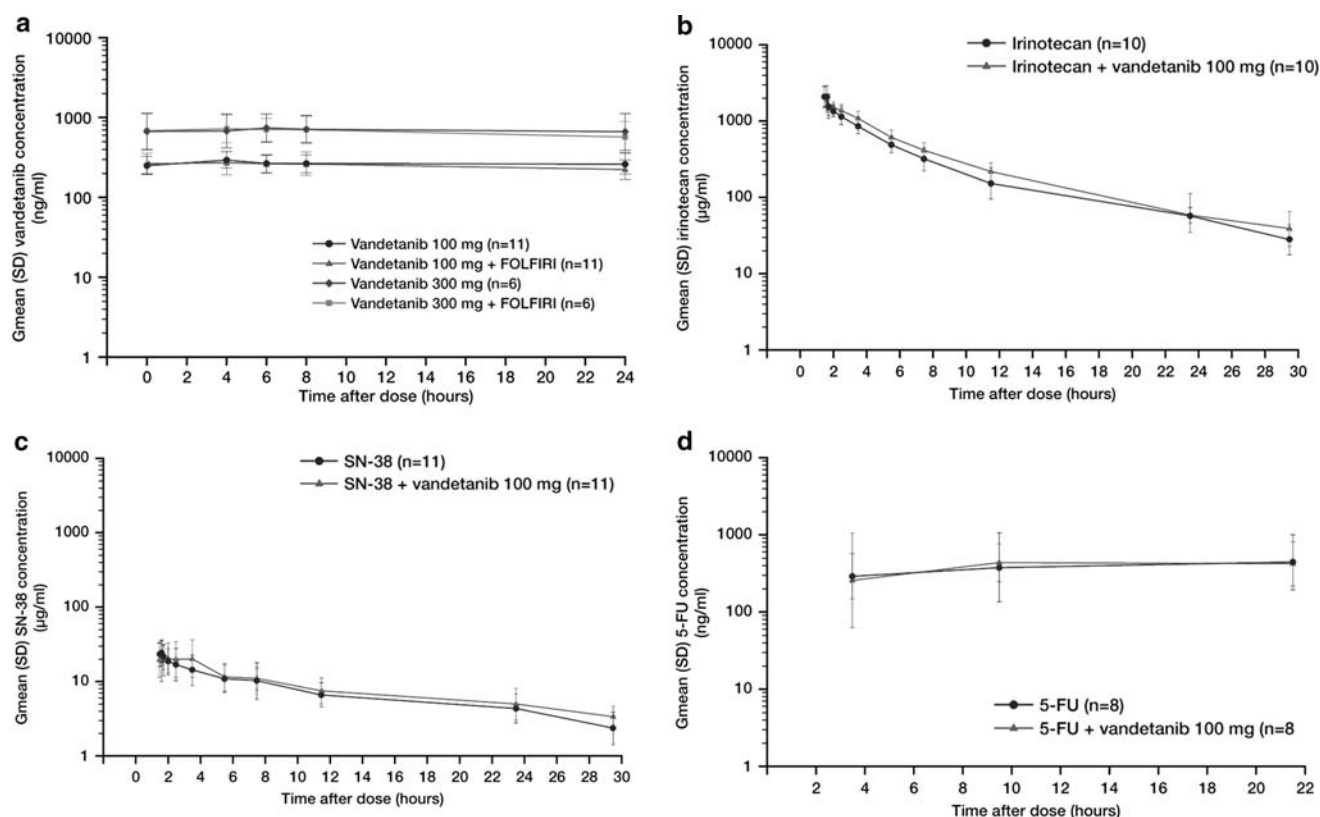 a
Gmean (SD) vandetanib concentration
(ng/ml)
10000
1000
100
10
1
Vandetanib 100 mg (n=11)
Vandetanib 100 mg + FOLFIRI (n=11)
Vandetanib 300 mg (n=6)
Vandetanib 300 mg + FOLFIRI (n=6)
0 2 4 6 8 10 12 14 16 18 20 22 24
Time after dose (hours)
b
Gmean (SD) irinotecan concentration
(µg/ml)
10000
1000
100
10
1
Irinotecan (n=10)
Irinotecan + vandetanib 100 mg (n=10)
0 2 4 6 8 10 12 14 16 18 20 22 24 26 28 30
Time after dose (hours)
c
Gmean (SD) SN-38 concentration
(µg/ml)
10000
1000
100
10
1
SN-38 (n=11)
SN-38 + vandetanib 100 mg (n=11)
0 2 4 6 8 10 12 14 16 18 20 22 24 26 28 30
Time after dose (hours)
d
Gmean (SD) 5-FU concentration
(ng/ml)
10000
1000
100
10
1
5-FU (n=8)
5-FU + vandetanib 100 mg (n=8
2 4 6 8 10 12 14 16 18 20 22
Time after dose (hours)